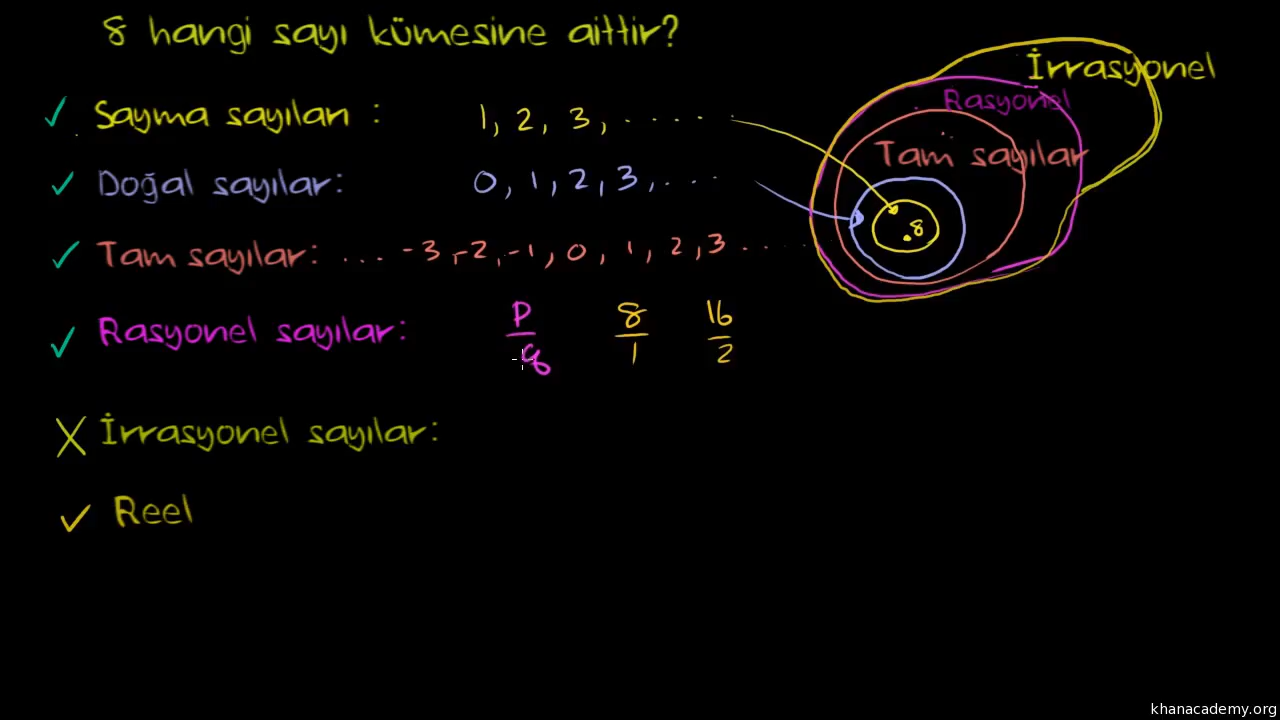 8 hangi sayı kümesine aittir?
İrrasyonel
Rasyonel
Tam sayılar
8
✓ Sayma sayıları : 1, 2, 3, . . . . .
✓ Doğal sayılar: 0, 1, 2, 3, . . .
✓ Tam sayılar: ... -3, -2, -1, 0, 1, 2, 3 . . . . .
✓ Rasyonel sayılar: p/q 8/1 16/2
X İrrasyonel sayılar:
✓ Reel
khanacademy.org